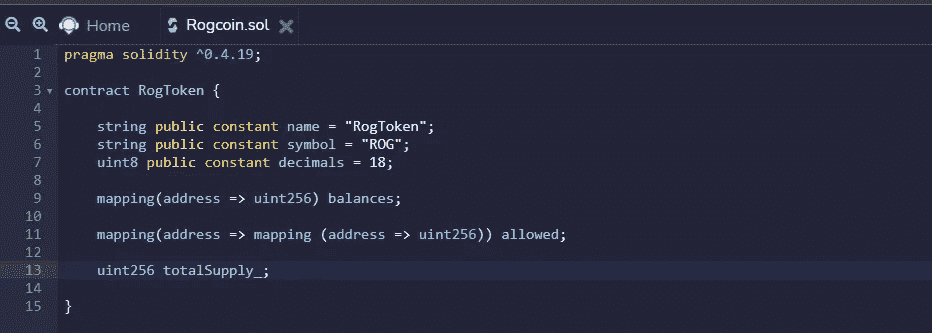 Home Rogcoin.sol
1 pragma solidity ^0.4.19;
2
3 contract RogToken {
4
5 string public constant name = "RogToken";
6 string public constant symbol = "ROG";
7 uint8 public constant decimals = 18;
8
9 mapping(address => uint256) balances;
10
11 mapping(address => mapping (address => uint256)) allowed;
12
13 uint256 totalSupply_;
14
15 }